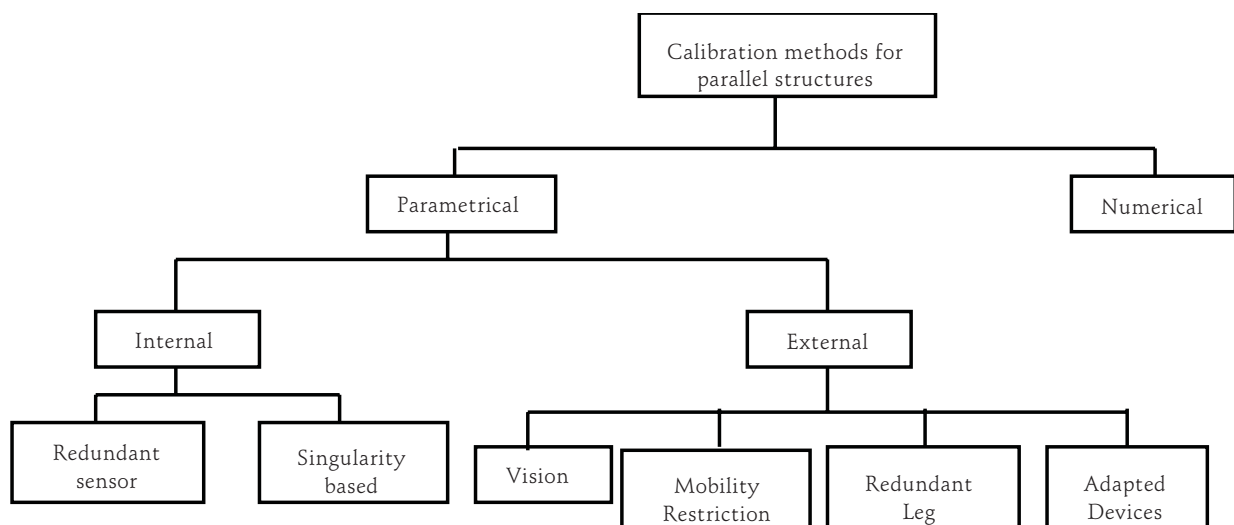 Calibration methods for
parallel structures
Parametrical
Numerical
Internal
External
Redundant
sensor
Singularity
based
Vision
Mobility
Restriction
Redundant
Leg
Adapted
Devices